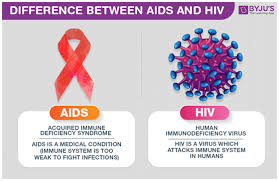 DIFFERENCE BETWEEN AIDS AND HIV
BYJU'S
AIDS
ACQUIRED IMMUNE
DEFICIENCY SYNDROME
AIDS IS A MEDICAL CONDITION
(IMMUNE SYSTEM IS TOO
WEAK TO FIGHT INFECTIONS)
HIV
HUMAN
IMMUNODEFICIENCY VIRUS
HIV IS A VIRUS WHICH
ATTACKS IMMUNE SYSTEM
IN HUMANS